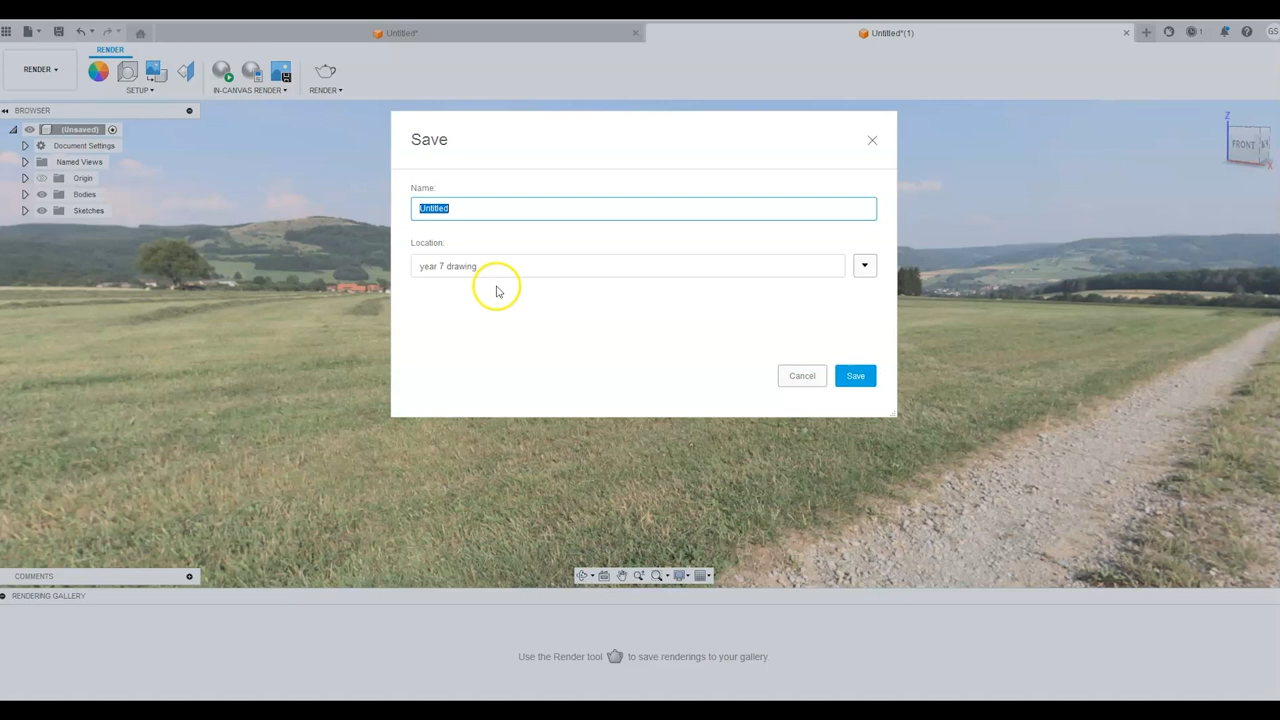 Untitled*
Untitled*(1)
1
GS
RENDER
RENDER
SETUP
IN-CANVAS RENDER
RENDER
BROWSER
(Unsaved)
Document Settings
Named Views
Origin
Bodies
Sketches
Save
Name:
Untitled
Location:
year 7 drawing
Cancel
Save
Z
FRONT
X
COMMENTS
RENDERING GALLERY
Use the Render tool to save renderings to your gallery.